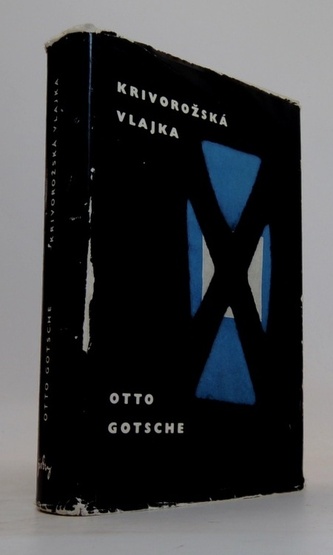 KRIVOROŽSKÁ
VLAJKA
OTTO
GOTSCHE
OTTO GOTSCHE
KRIVOROŽSKÁ VLAJKA